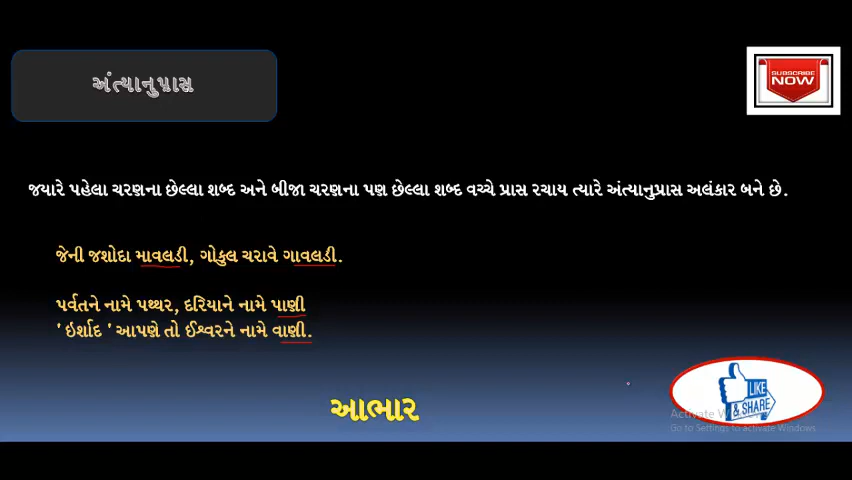 અંત્યાનુપ્રાસ
SUBSCRIBE
NOW
જ્યારે પહેલા ચરણના છેલ્લા શબ્દ અને બીજા ચરણના પણ છેલ્લા શબ્દ વચ્ચે પ્રાસ રચાય ત્યારે અંત્યાનુપ્રાસ અલંકાર બને છે.
જેની જશોદા માવલડી, ગોકુલ ચરાવે ગાવલડી.
પર્વતને નામે પથ્થર, દરિયાને નામે પાણી
' ઇર્શાદ ' આપણે તો ઈશ્વરને નામે વાણી.
LIKE
& SHARE
આભાર
Activate Windows
Go to Settings to activate Windows.